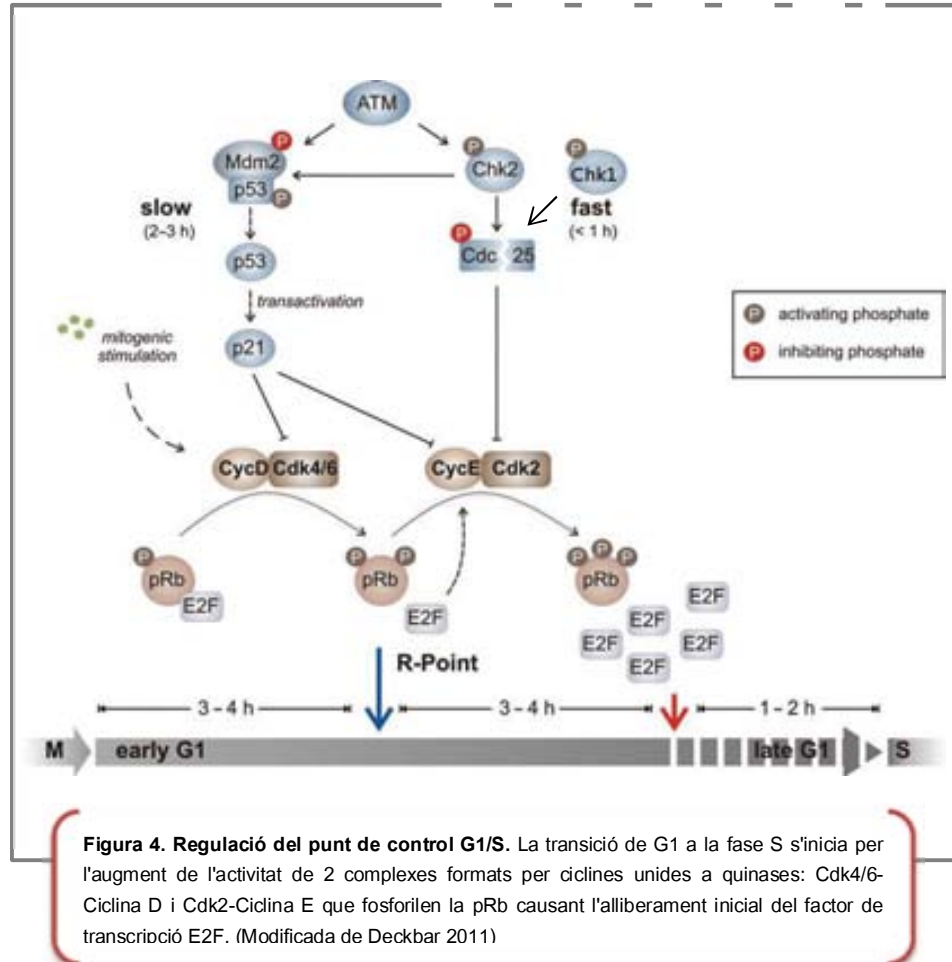 ATM
P
Mdm2
p53
P
P
Chk2
P
Chk1
slow
(2–3 h)
fast
(< 1 h)
P
Cdc 25
p53
transactivation
p21
mitogenic
stimulation
P activating phosphate
P inhibiting phosphate
CycD Cdk4/6
CycE Cdk2
P
pRb
E2F
P P
pRb
E2F
P P P
pRb
E2F
E2F
E2F
E2F
E2F
R-Point
3 – 4 h
3 – 4 h
1 – 2 h
M early G1 late G1 S
Figura 4. Regulació del punt de control G1/S. La transició de G1 a la fase S s'inicia per
l'augment de l'activitat de 2 complexes formats per ciclines unides a quinases: Cdk4/6-
Ciclina D i Cdk2-Ciclina E que fosforilen la pRb causant l'alliberament inicial del factor de
transcripció E2F. (Modificada de Deckbar 2011)